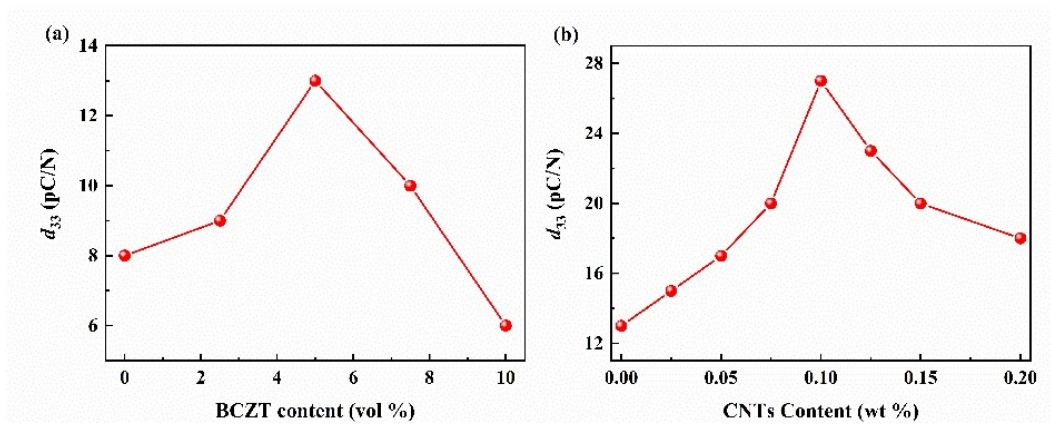 (a)
14
12
10
8
6
d33 (pC/N)
0 2 4 6 8 10
BCZT content (vol %)
(b)
28
24
20
16
12
d33 (pC/N)
0.00 0.05 0.10 0.15 0.20
CNTs Content (wt %)